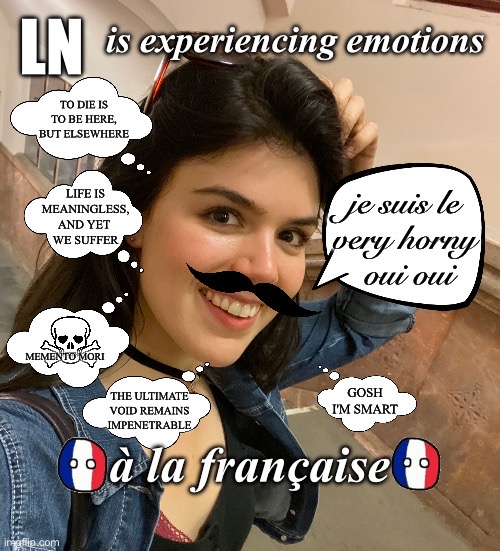 LN is experiencing emotions
TO DIE IS
TO BE HERE,
BUT ELSEWHERE
LIFE IS
MEANINGLESS,
AND YET
WE SUFFER
je suis le
very horny
oui oui
MEMENTO MORI
THE ULTIMATE
VOID REMAINS
IMPENETRABLE
GOSH
I'M SMART
à la française
imgflip.com